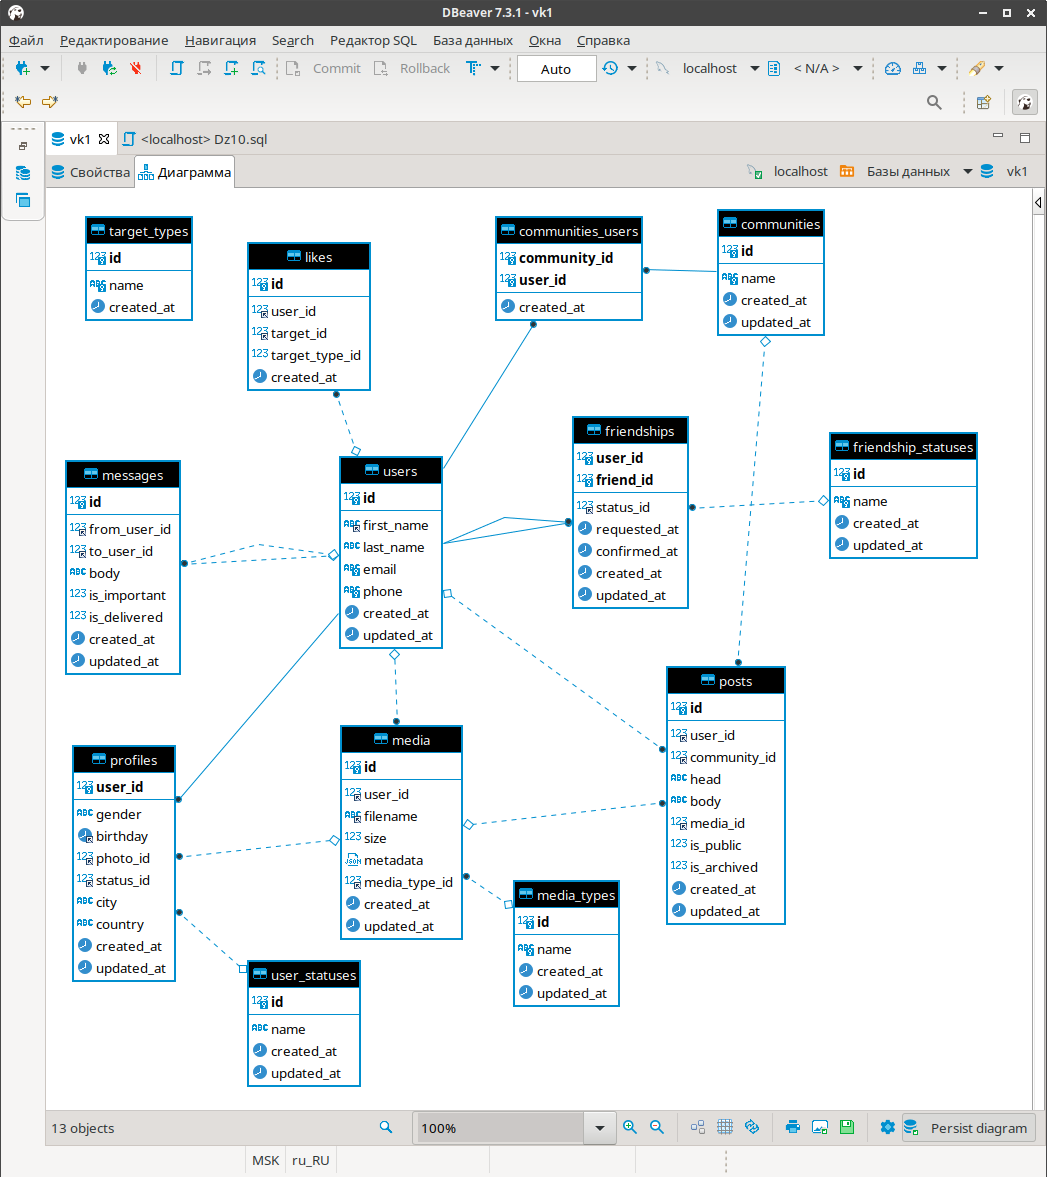 DBeaver 7.3.1 - vk1
Файл Редактирование Навигация Search Редактор SQL База данных Окна Справка
Commit Rollback Auto localhost < N/A >
vk1 <localhost> Dz10.sql
Свойства Диаграмма localhost Базы данных vk1
target_types
id
name
created_at
likes
id
user_id
target_id
target_type_id
created_at
communities_users
community_id
user_id
created_at
communities
id
name
created_at
updated_at
messages
id
from_user_id
to_user_id
body
is_important
is_delivered
created_at
updated_at
users
id
first_name
last_name
email
phone
created_at
updated_at
friendships
user_id
friend_id
status_id
requested_at
confirmed_at
created_at
updated_at
friendship_statuses
id
name
created_at
updated_at
profiles
user_id
gender
birthday
photo_id
status_id
city
country
created_at
updated_at
media
id
user_id
filename
size
metadata
media_type_id
created_at
updated_at
posts
id
user_id
community_id
head
body
media_id
is_public
is_archived
created_at
updated_at
media_types
id
name
created_at
updated_at
user_statuses
id
name
created_at
updated_at
13 objects 100% Persist diagram
MSK ru_RU